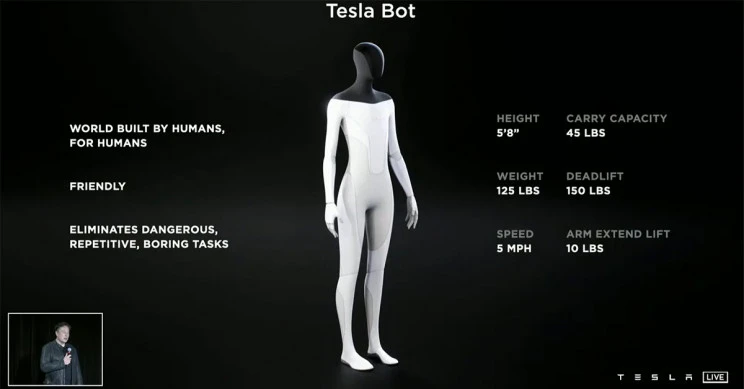 Tesla Bot
WORLD BUILT BY HUMANS,
FOR HUMANS
FRIENDLY
ELIMINATES DANGEROUS,
REPETITIVE, BORING TASKS
HEIGHT
5'8"
CARRY CAPACITY
45 LBS
WEIGHT
125 LBS
DEADLIFT
150 LBS
SPEED
5 MPH
ARM EXTEND LIFT
10 LBS
TESLA LIVE